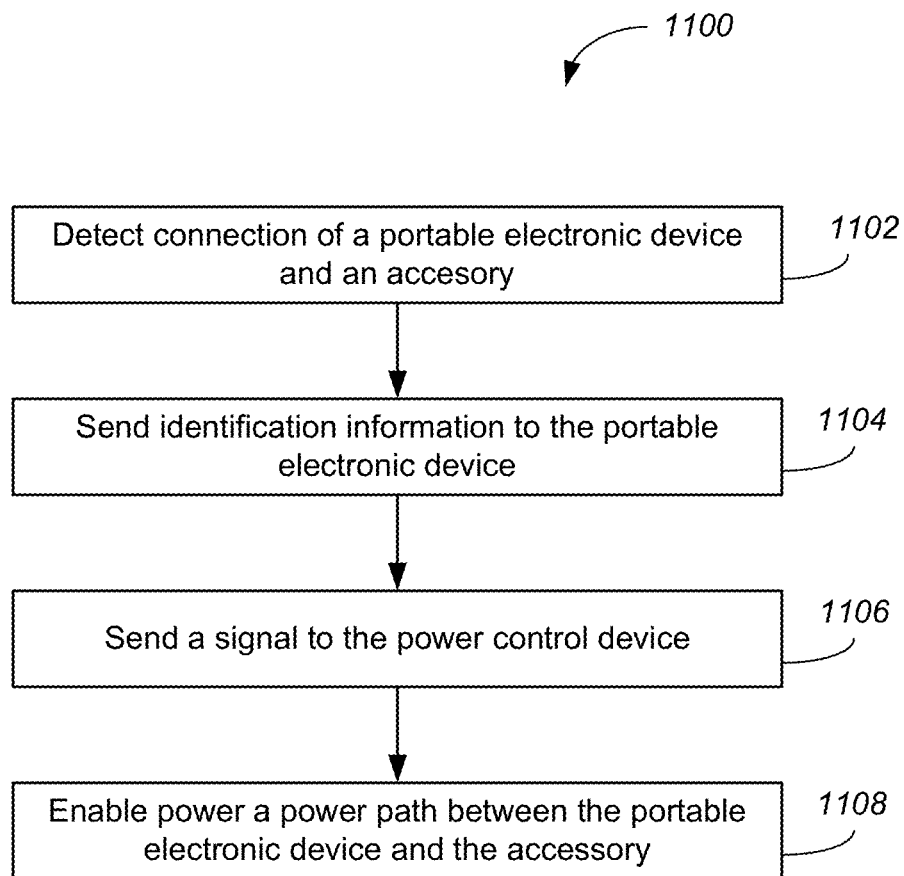 1100
Detect connection of a portable electronic device
and an accesory
1102
Send identification information to the portable
electronic device
1104
Send a signal to the power control device
1106
Enable power a power path between the portable
electronic device and the accessory
1108